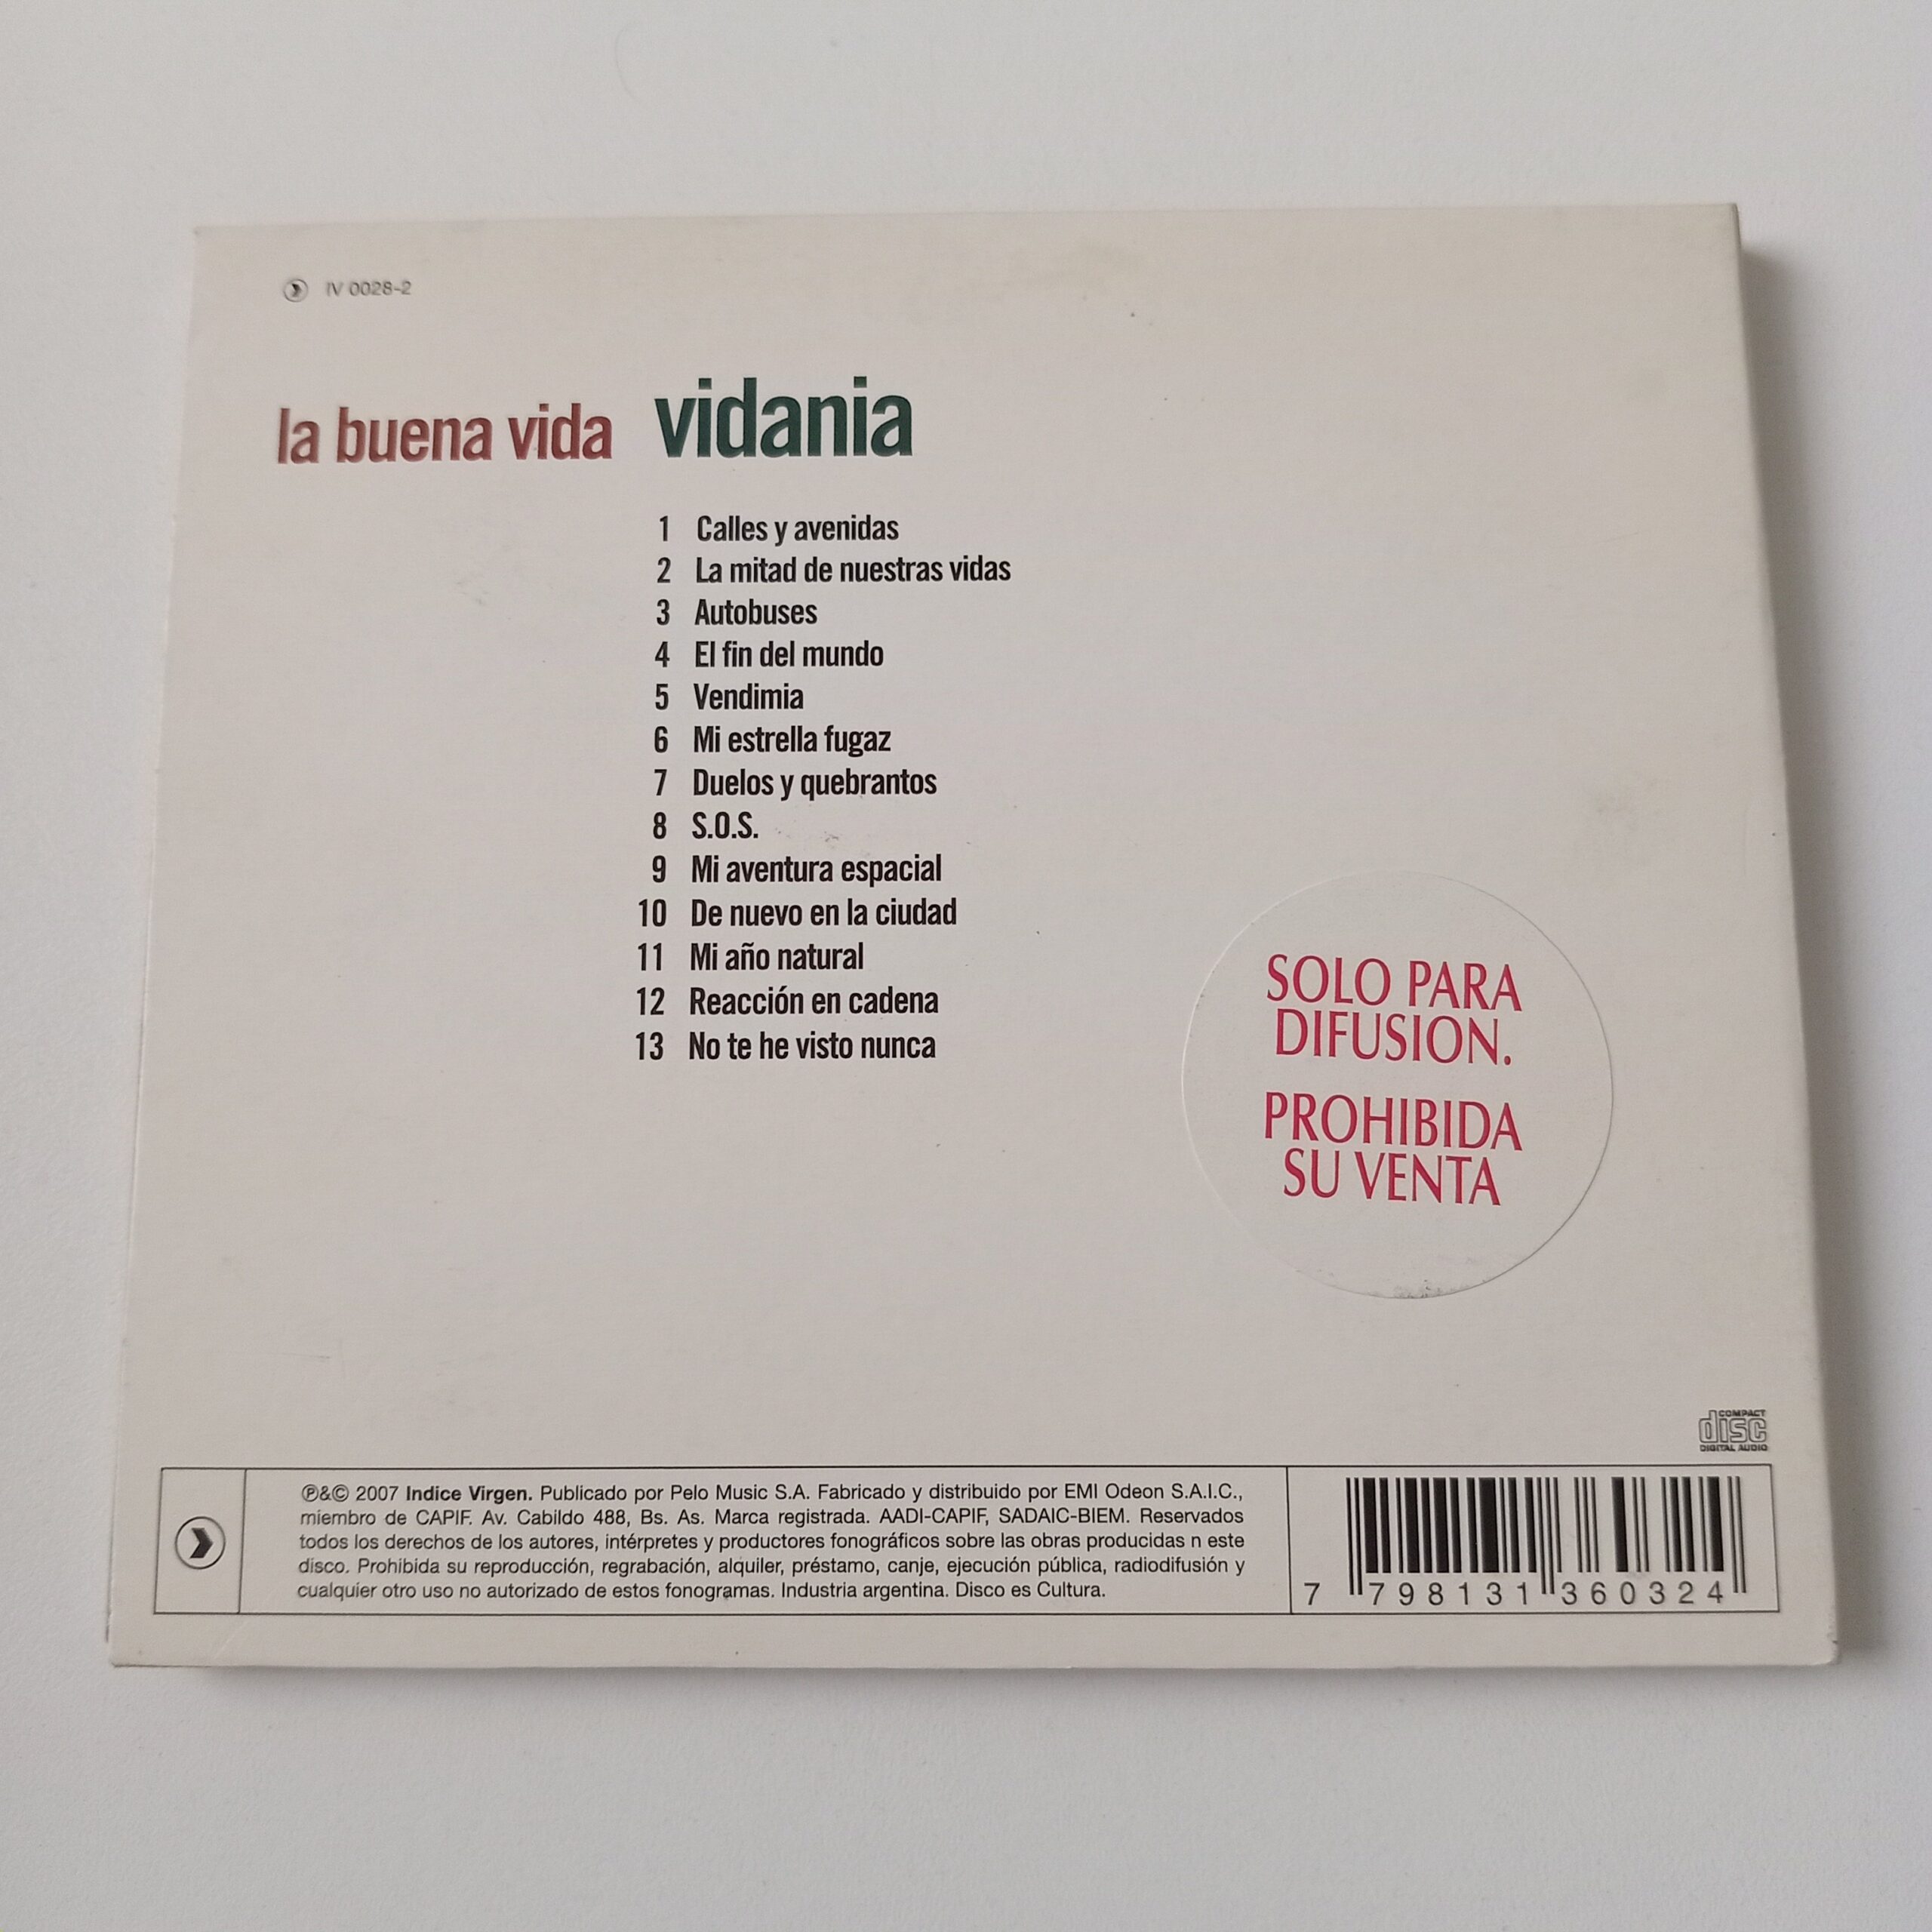 IV 0028-2
la buena vida vidania
1 Calles y avenidas
2 La mitad de nuestras vidas
3 Autobuses
4 El fin del mundo
5 Vendimia
6 Mi estrella fugaz
7 Duelos y quebrantos
8 S.O.S.
9 Mi aventura espacial
10 De nuevo en la ciudad
11 Mi año natural
12 Reacción en cadena
13 No te he visto nunca
SOLO PARA
DIFUSION.
PROHIBIDA
SU VENTA
COMPACT
disc
DIGITAL AUDIO
℗&© 2007 Indice Virgen. Publicado por Pelo Music S.A. Fabricado y distribuido por EMI Odeon S.A.I.C.,
miembro de CAPIF. Av. Cabildo 488, Bs. As. Marca registrada. AADI-CAPIF, SADAIC-BIEM. Reservados
todos los derechos de los autores, intérpretes y productores fonográficos sobre las obras producidas n este
disco. Prohibida su reproducción, regrabación, alquiler, préstamo, canje, ejecución pública, radiodifusión y
cualquier otro uso no autorizado de estos fonogramas. Industria argentina. Disco es Cultura.
7 798131 360324